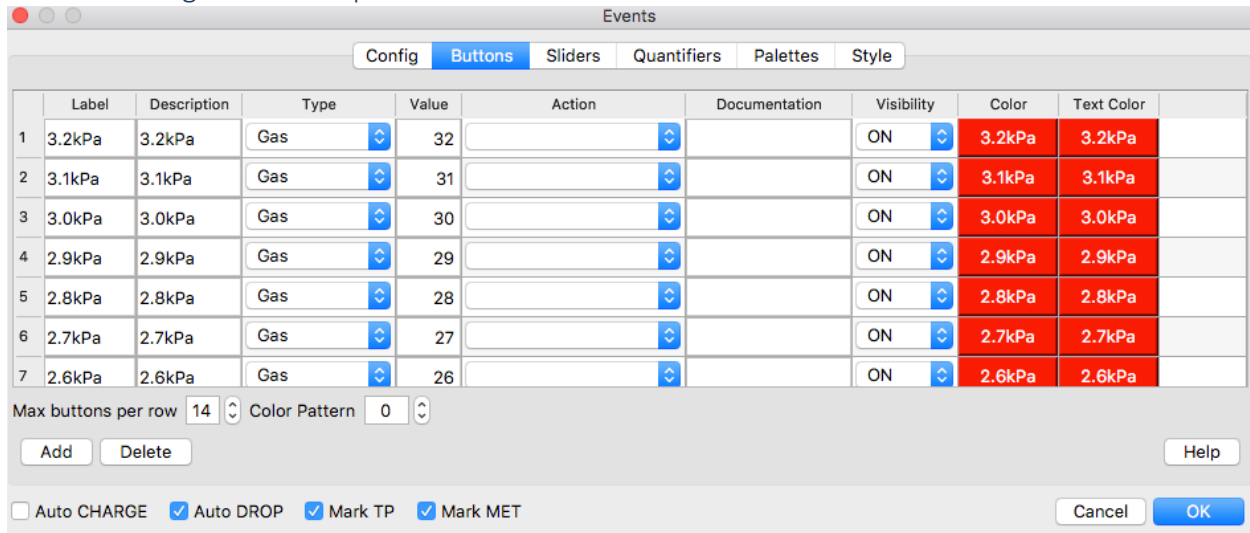 Events
Config Buttons Sliders Quantifiers Palettes Style
Label Description Type Value Action Documentation Visibility Color Text Color
1 3.2kPa 3.2kPa Gas 32 ON 3.2kPa 3.2kPa
2 3.1kPa 3.1kPa Gas 31 ON 3.1kPa 3.1kPa
3 3.0kPa 3.0kPa Gas 30 ON 3.0kPa 3.0kPa
4 2.9kPa 2.9kPa Gas 29 ON 2.9kPa 2.9kPa
5 2.8kPa 2.8kPa Gas 28 ON 2.8kPa 2.8kPa
6 2.7kPa 2.7kPa Gas 27 ON 2.7kPa 2.7kPa
7 2.6kPa 2.6kPa Gas 26 ON 2.6kPa 2.6kPa
Max buttons per row 14 Color Pattern 0
Add Delete Help
Auto CHARGE Auto DROP Mark TP Mark MET Cancel OK